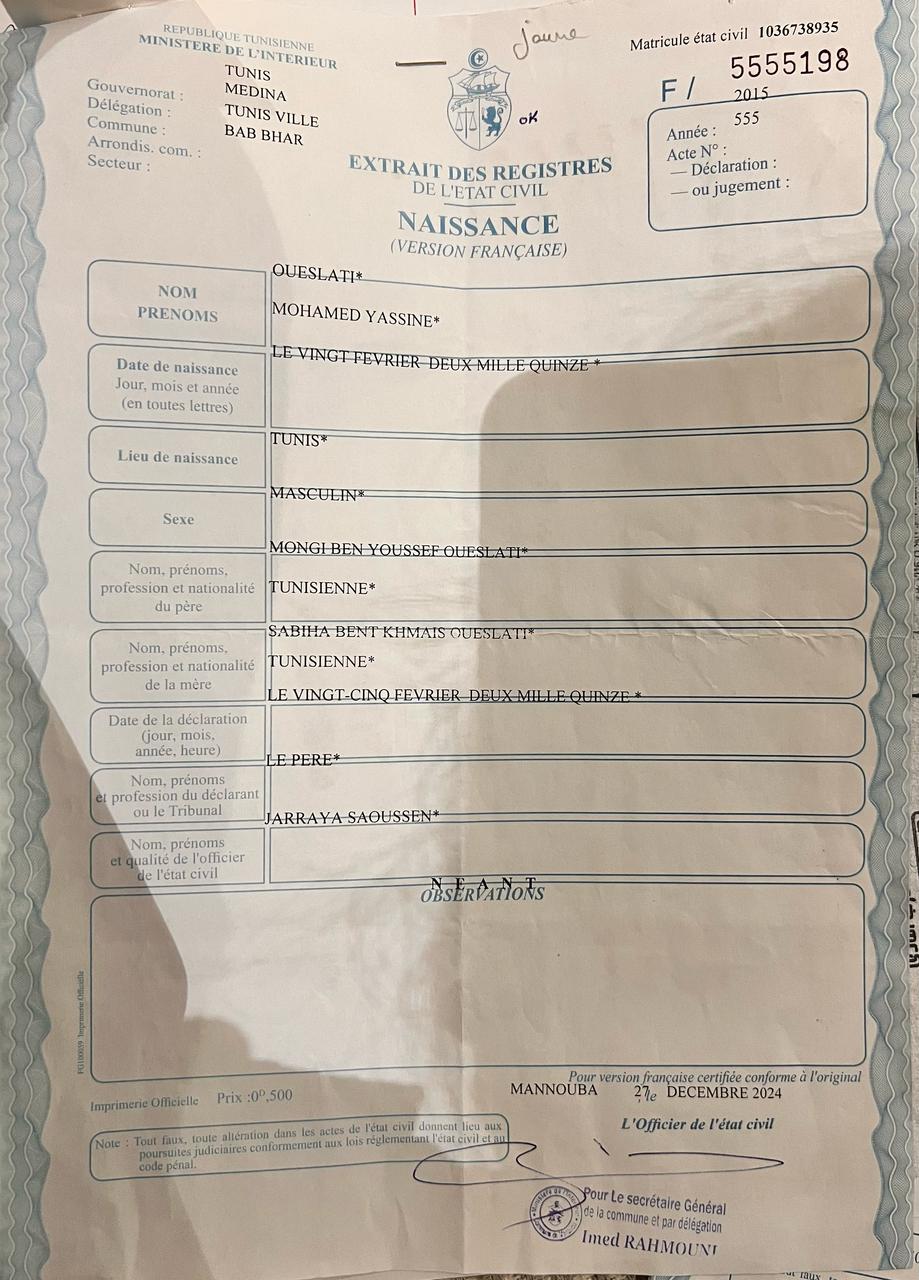 REPUBLIQUE TUNISIENNE
MINISTERE DE L'INTERIEUR
jaune
Matricule état civil 1036738935
F / 5555198
Gouvernorat : TUNIS
Délégation : MEDINA
Commune : TUNIS VILLE
Arrondis. com. : BAB BHAR
Secteur :
OK
2015
Année : 555
Acte N° :
— Déclaration :
— ou jugement :
EXTRAIT DES REGISTRES
DE L'ETAT CIVIL
NAISSANCE
(VERSION FRANÇAISE)
NOM
PRENOMS
OUESLATI*
MOHAMED YASSINE*
Date de naissance
Jour, mois et année
(en toutes lettres)
LE VINGT FEVRIER DEUX MILLE QUINZE *
Lieu de naissance
TUNIS*
Sexe
MASCULIN*
Nom, prénoms,
profession et nationalité
du père
MONGI BEN YOUSSEF OUESLATI*
TUNISIENNE*
Nom, prénoms,
profession et nationalité
de la mère
SABIHA BENT KHMAIS OUESLATI*
TUNISIENNE*
Date de la déclaration
(jour, mois,
année, heure)
LE VINGT-CINQ FEVRIER DEUX MILLE QUINZE *
Nom, prénoms
et profession du déclarant
ou le Tribunal
LE PERE*
Nom, prénoms
et qualité de l'officier
de l'état civil
JARRAYA SAOUSSEN*
N E A N T
OBSERVATIONS
Imprimerie Officielle
Pour version française certifiée conforme à l'original
MANNOUBA 27 le DECEMBRE 2024
Imprimerie Officielle Prix :0ᴰ,500
L'Officier de l'état civil
Note : Tout faux, toute altération dans les actes de l'état civil donnent lieu aux
poursuites judiciaires conformement aux lois réglementant l'état civil et au
code pénal.
Pour Le secrétaire Général
de la commune et par délégation
Imed RAHMOUNI